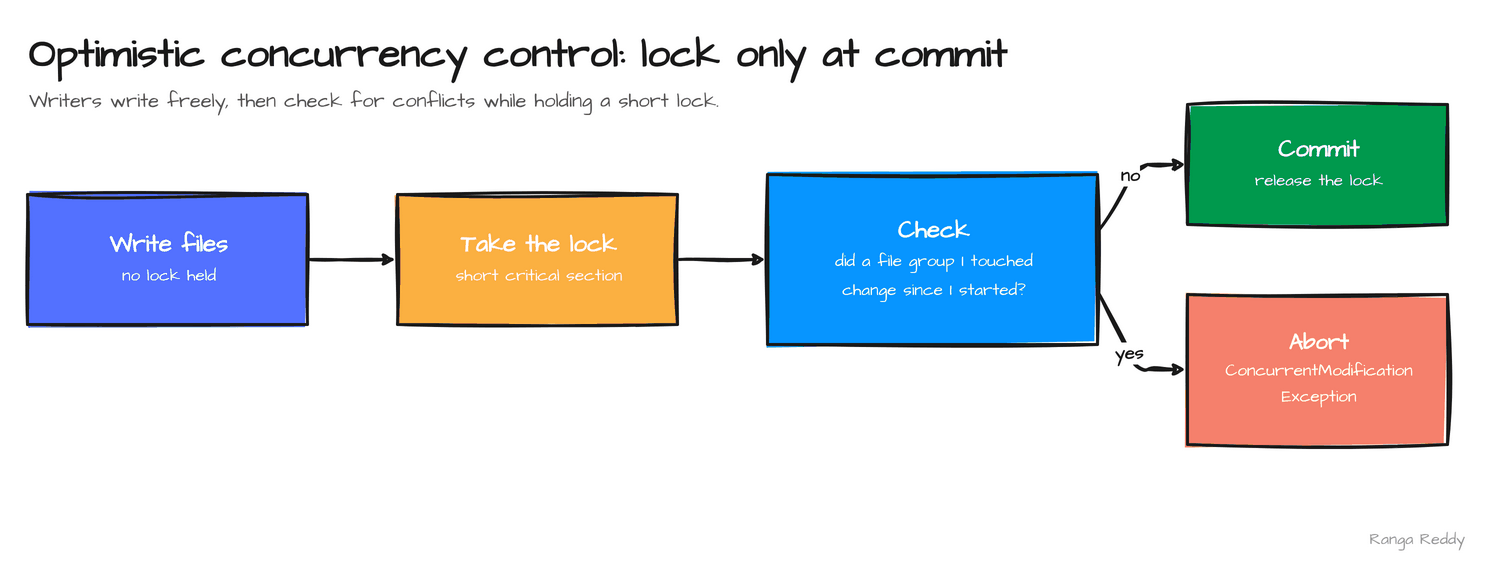 Optimistic concurrency control: lock only at commit
Writers write freely, then check for conflicts while holding a short lock.
Write files
no lock held
Take the lock
short critical section
Check
did a file group I touched
change since I started?
no
Commit
release the lock
yes
Abort
ConcurrentModification
Exception
Ranga Reddy